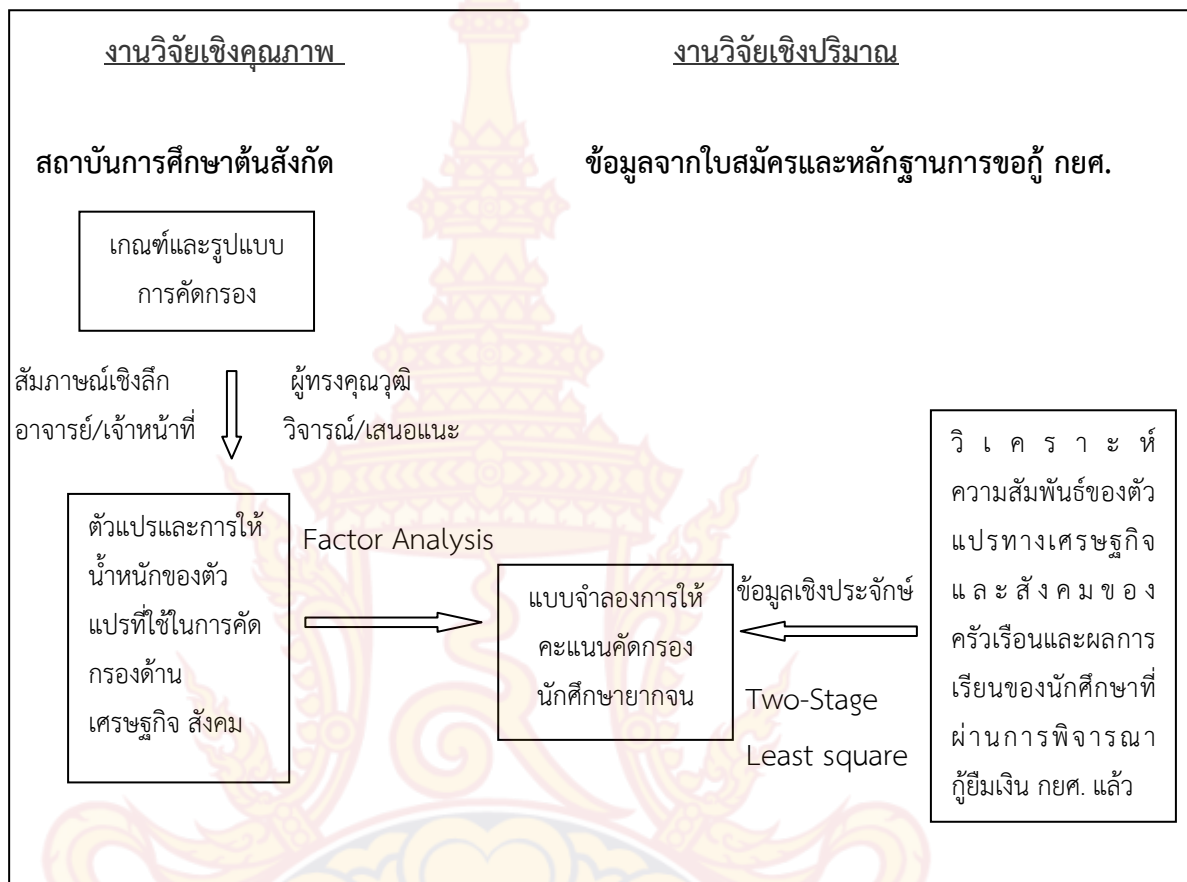 งานวิจัยเชิงคุณภาพ
งานวิจัยเชิงปริมาณ
สถาบันการศึกษาต้นสังกัด
ข้อมูลจากใบสมัครและหลักฐานการขอกู้ กยศ.
เกณฑ์และรูปแบบ
การคัดกรอง
สัมภาษณ์เชิงลึก
อาจารย์/เจ้าหน้าที่
ผู้ทรงคุณวุฒิ
วิจารณ์/เสนอแนะ
ตัวแปรและการให้
น้ำหนักของตัว
แปรที่ใช้ในการคัด
กรองด้าน
เศรษฐกิจ สังคม
Factor Analysis
แบบจำลองการให้
คะแนนคัดกรอง
นักศึกษายากจน
ข้อมูลเชิงประจักษ์
Two-Stage
Least square
วิเคราะห์
ความสัมพันธ์ของตัว
แปรทางเศรษฐกิจ
และสังคมของ
ครัวเรือนและผลการ
เรียนของนักศึกษาที่
ผ่านการพิจารณา
กู้ยืมเงิน กยศ. แล้ว